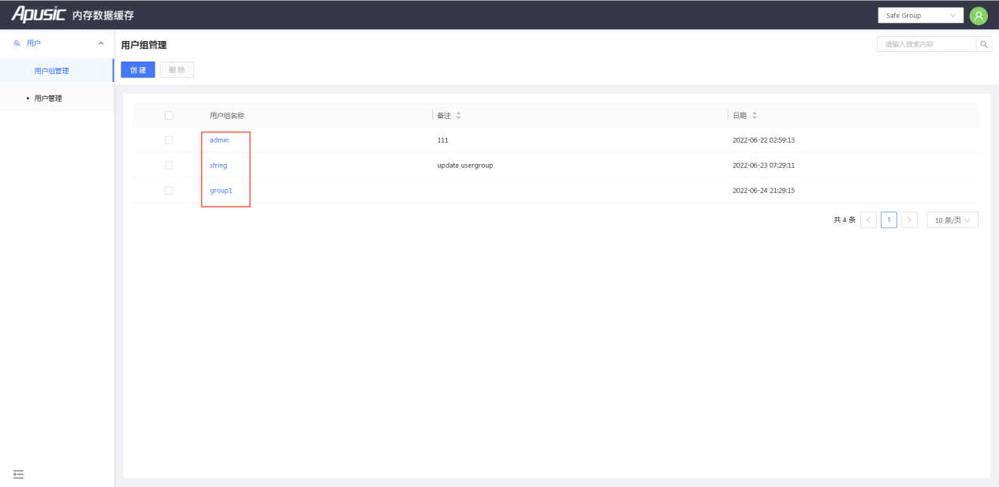 Apusic 内存数据缓存
Safe Group
用户
用户组管理
用户管理
用户组管理
请输入搜索内容
创 建
删 除
用户组名称 备注 日期
admin 111 2022-06-22 02:59:13
string update usergroup 2022-06-23 07:29:11
group1 2022-06-24 21:29:15
共 4 条 < 1 > 10 条/页